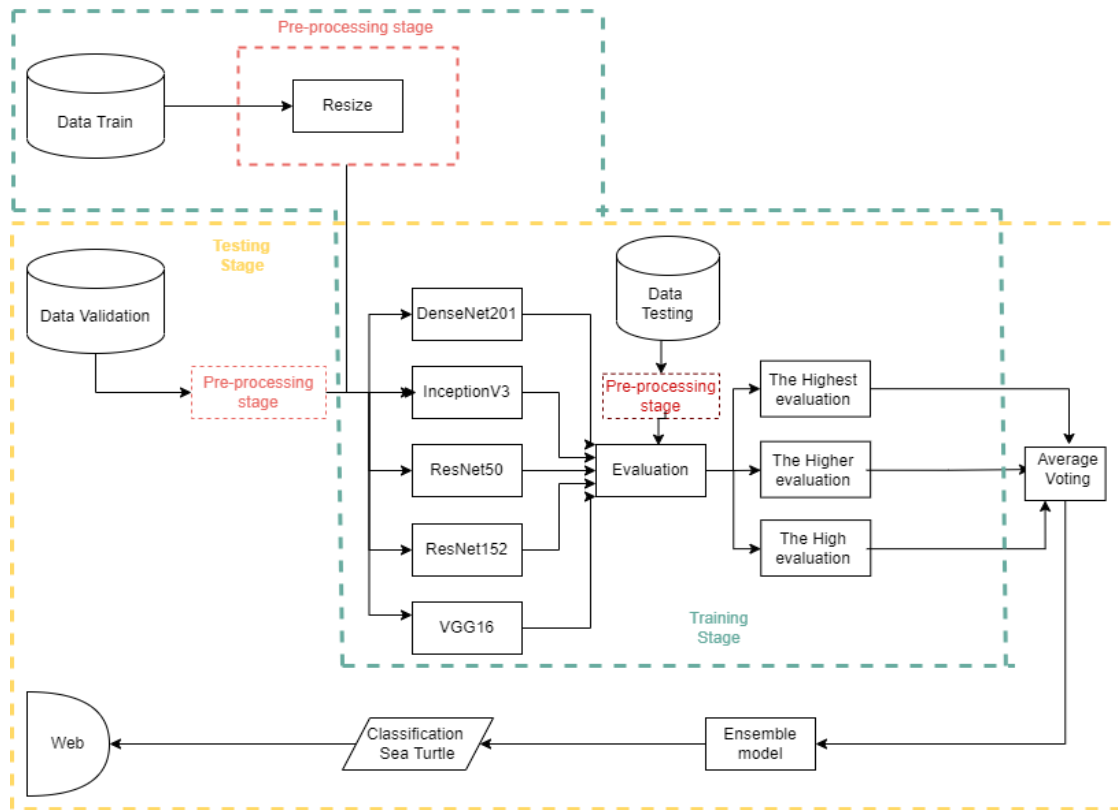 Pre-processing stage
Data Train
Resize
Testing
Stage
Data Validation
Pre-processing
stage
DenseNet201
InceptionV3
ResNet50
ResNet152
VGG16
Data
Testing
Pre-processing
stage
Evaluation
The Highest
evaluation
The Higher
evaluation
The High
evaluation
Average
Voting
Training
Stage
Web
Classification
Sea Turtle
Ensemble
model